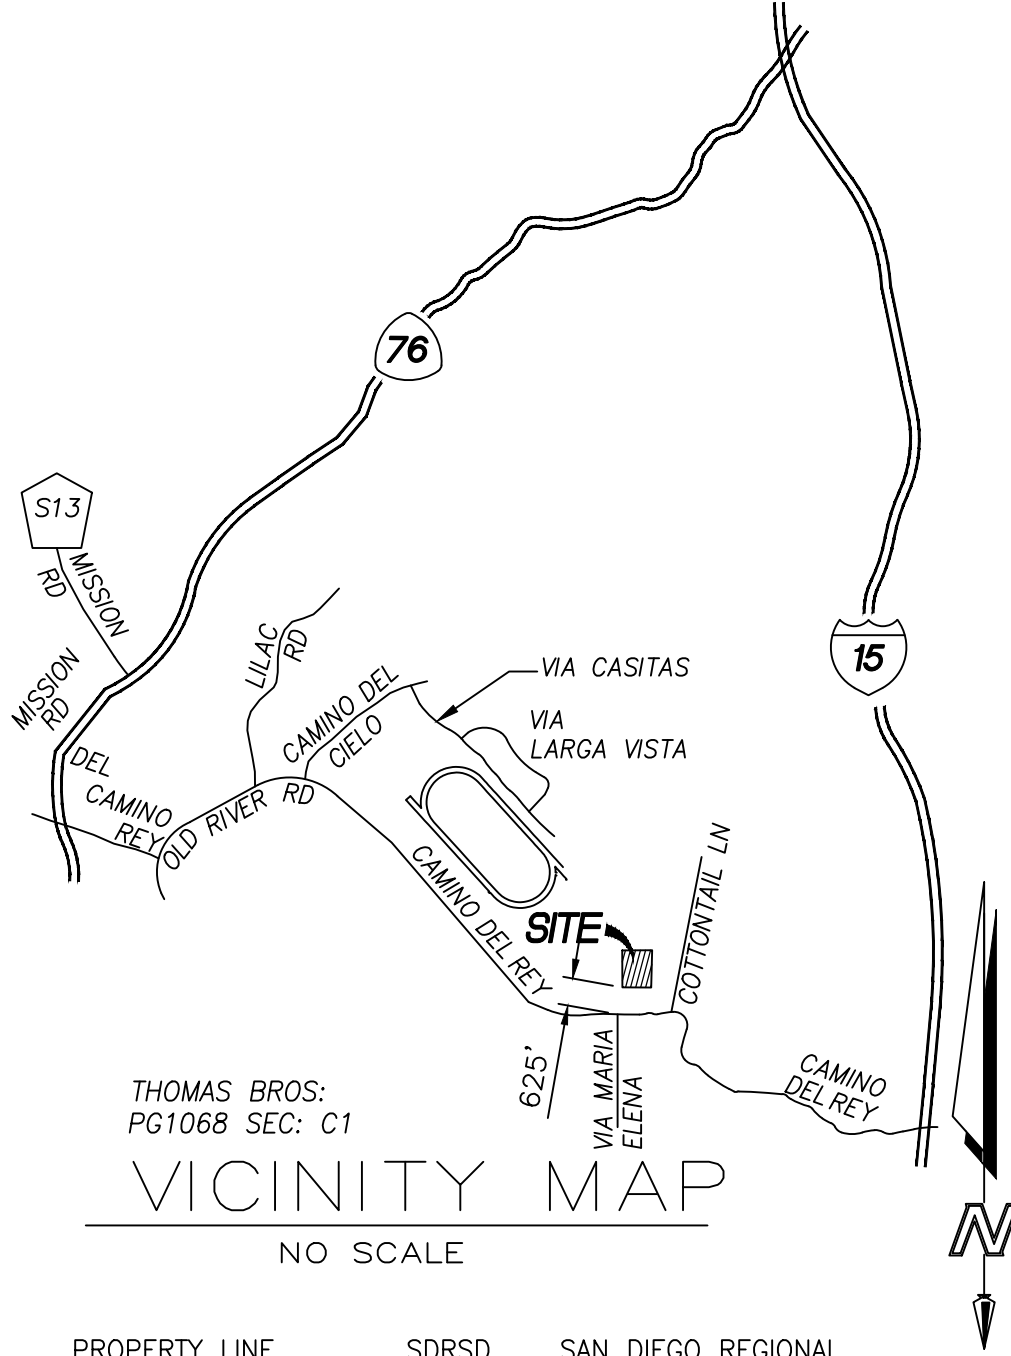 76
S13
MISSION
RD
MISSION
RD
LILAC
RD
15
CAMINO DEL
CIELO
VIA CASITAS
VIA
LARGA VISTA
DEL
CAMINO
REY
OLD RIVER RD
CAMINO DEL REY
SITE
COTTONTAIL LN
625'
VIA MARIA
ELENA
CAMINO
DEL REY
THOMAS BROS:
PG1068 SEC: C1
VICINITY MAP
NO SCALE
N
PROPERTY LINE SDRSD SAN DIEGO REGIONAL